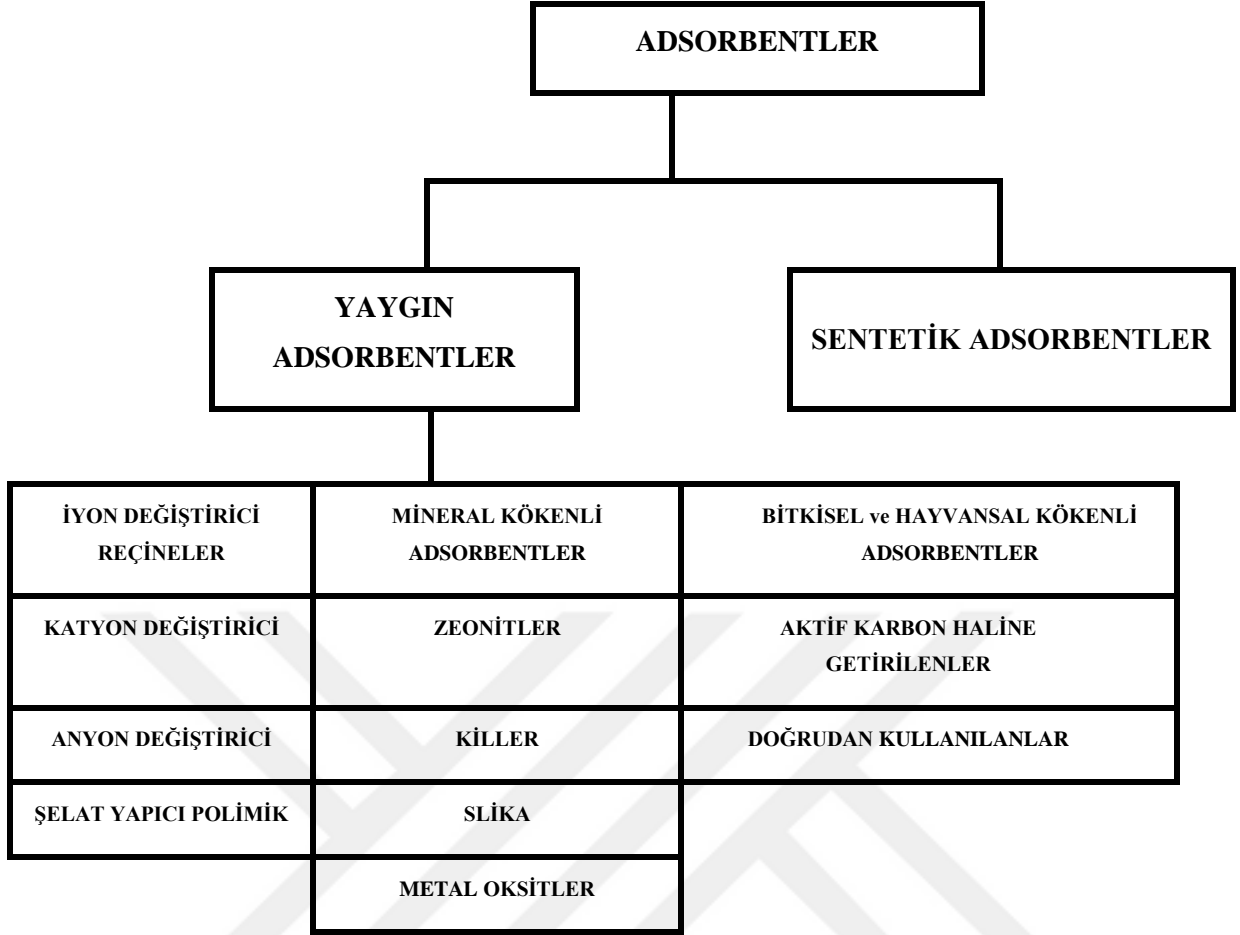 ADSORBENTLER
YAYGIN
ADSORBENTLER
SENTETİK ADSORBENTLER
İYON DEĞİŞTİRİCİ
REÇİNELER
MİNERAL KÖKENLİ
ADSORBENTLER
BİTKİSEL ve HAYVANSAL KÖKENLİ
ADSORBENTLER
KATYON DEĞİŞTİRİCİ
ZEONİTLER
AKTİF KARBON HALİNE
GETİRİLENLER
ANYON DEĞİŞTİRİCİ
KİLLER
DOĞRUDAN KULLANILANLAR
ŞELAT YAPICI POLİMİK
SLİKA
METAL OKSİTLER